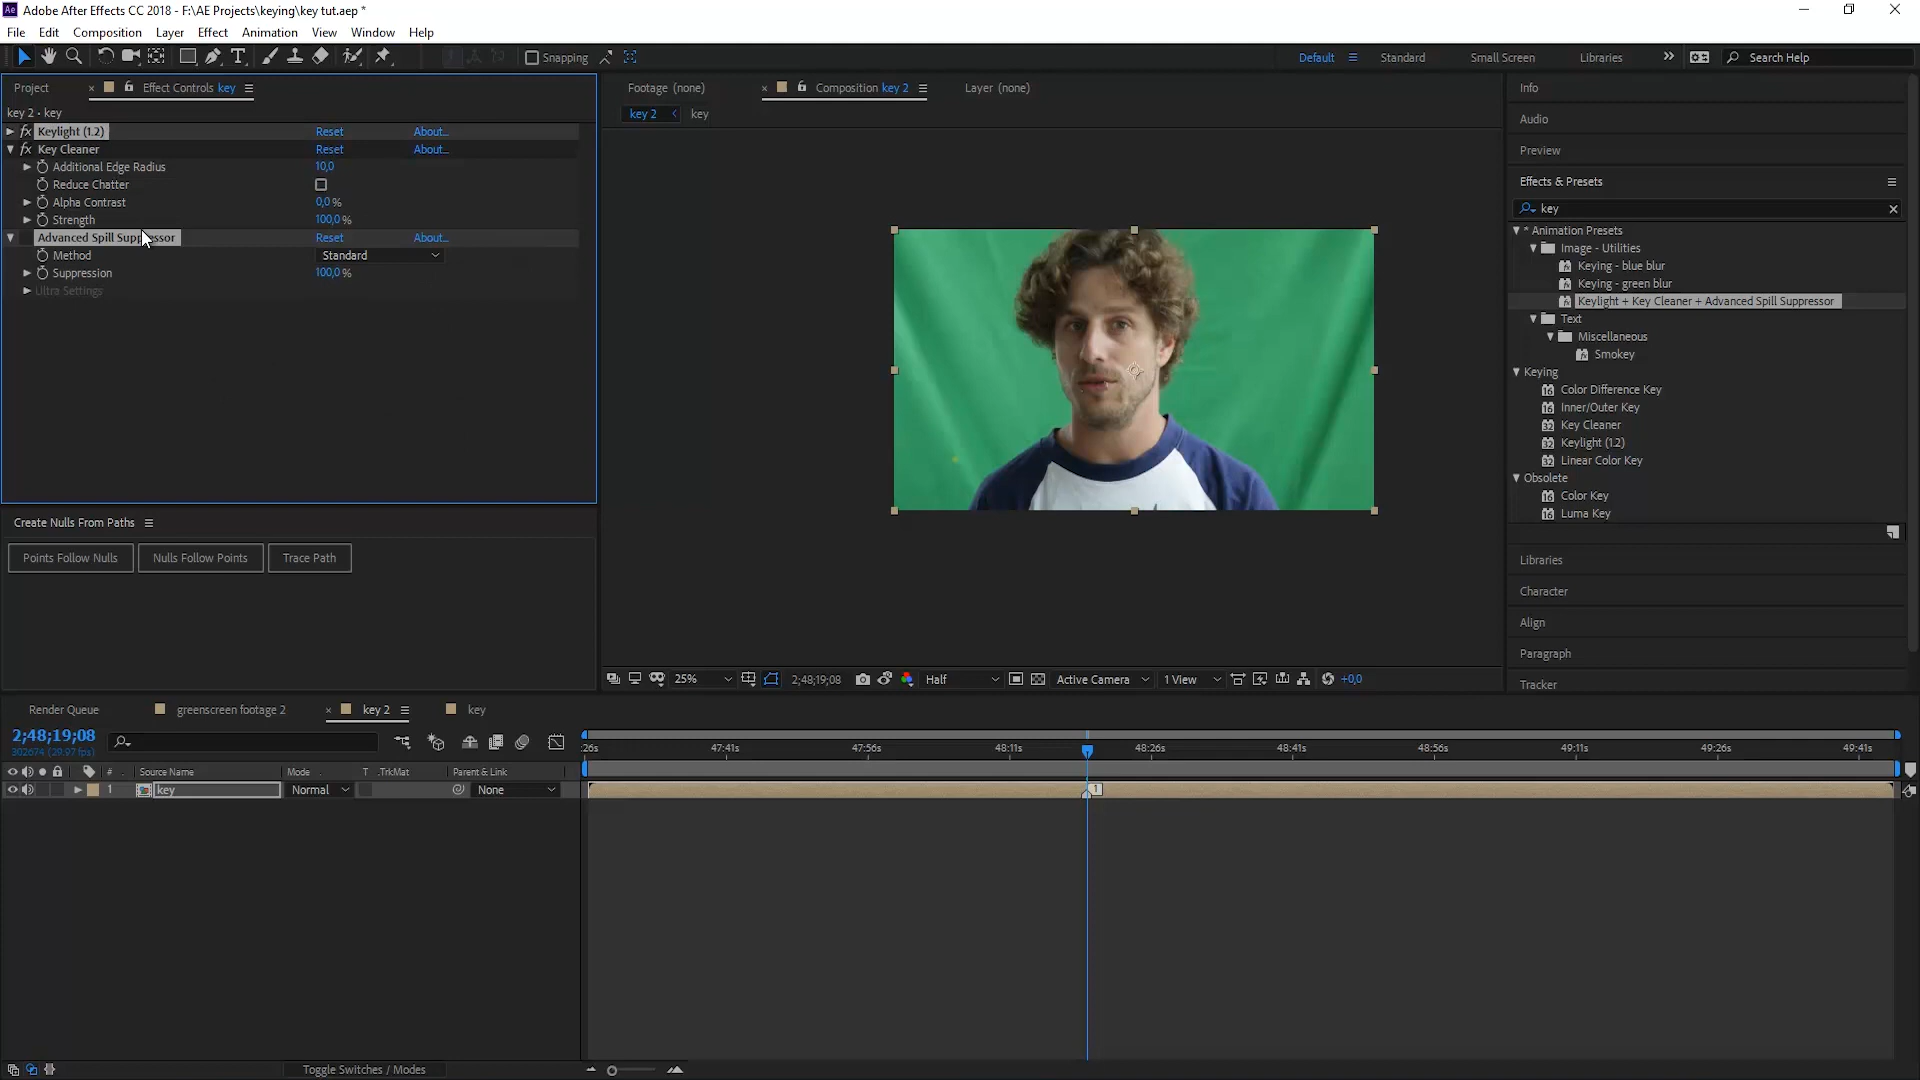 Adobe After Effects CC 2018 - F:\AE Projects\keying\key tut.aep *
File Edit Composition Layer Effect Animation View Window Help
Snapping Default Standard Small Screen Libraries Search Help
Project Effect Controls key
key 2 • key
fx Keylight (1.2) Reset About...
fx Key Cleaner Reset About...
Additional Edge Radius 10,0
Reduce Chatter
Alpha Contrast 0,0 %
Strength 100,0 %
Advanced Spill Suppressor Reset About...
Method Standard
Suppression 100,0 %
Ultra Settings
Create Nulls From Paths
Points Follow Nulls Nulls Follow Points Trace Path
Footage (none) Composition key 2 Layer (none)
key 2 key
25% 2;48;19;08 Half Active Camera 1 View +0,0
Info
Audio
Preview
Effects & Presets
key
* Animation Presets
Image - Utilities
Keying - blue blur
Keying - green blur
Keylight + Key Cleaner + Advanced Spill Suppressor
Text
Miscellaneous
Smokey
Keying
Color Difference Key
Inner/Outer Key
Key Cleaner
Keylight (1.2)
Linear Color Key
Obsolete
Color Key
Luma Key
Libraries
Character
Align
Paragraph
Tracker
Render Queue greenscreen footage 2 key 2 key
2;48;19;08
302674 (29.97 fps)
:26s 47:41s 47:56s 48:11s 48:26s 48:41s 48:56s 49:11s 49:26s 49:41s
# Source Name Mode T .TrkMat Parent & Link
1 key Normal None
1
Toggle Switches / Modes